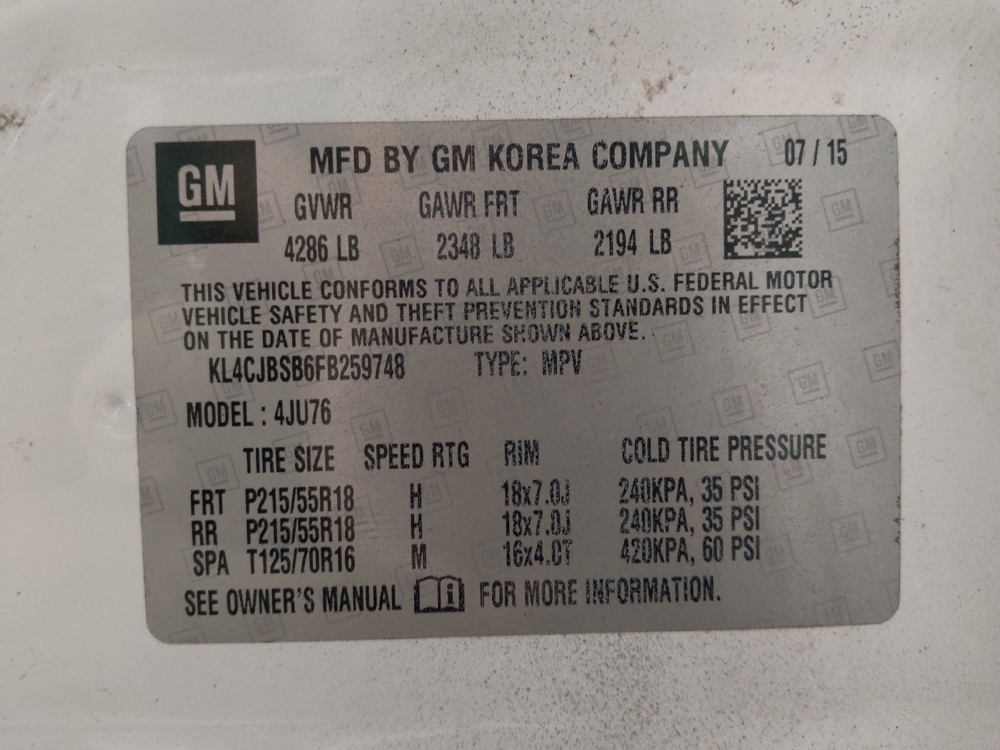 GM MFD BY GM KOREA COMPANY 07 / 15
GVWR GAWR FRT GAWR RR
4286 LB 2348 LB 2194 LB
THIS VEHICLE CONFORMS TO ALL APPLICABLE U.S. FEDERAL MOTOR
VEHICLE SAFETY AND THEFT PREVENTION STANDARDS IN EFFECT
ON THE DATE OF MANUFACTURE SHOWN ABOVE.
KL4CJBSB6FB259748 TYPE: MPV
MODEL : 4JU76
TIRE SIZE SPEED RTG RIM COLD TIRE PRESSURE
FRT P215/55R18 H 18x7.0J 240KPA, 35 PSI
RR P215/55R18 H 18x7.0J 240KPA, 35 PSI
SPA T125/70R16 M 16x4.0T 420KPA, 60 PSI
SEE OWNER'S MANUAL FOR MORE INFORMATION.